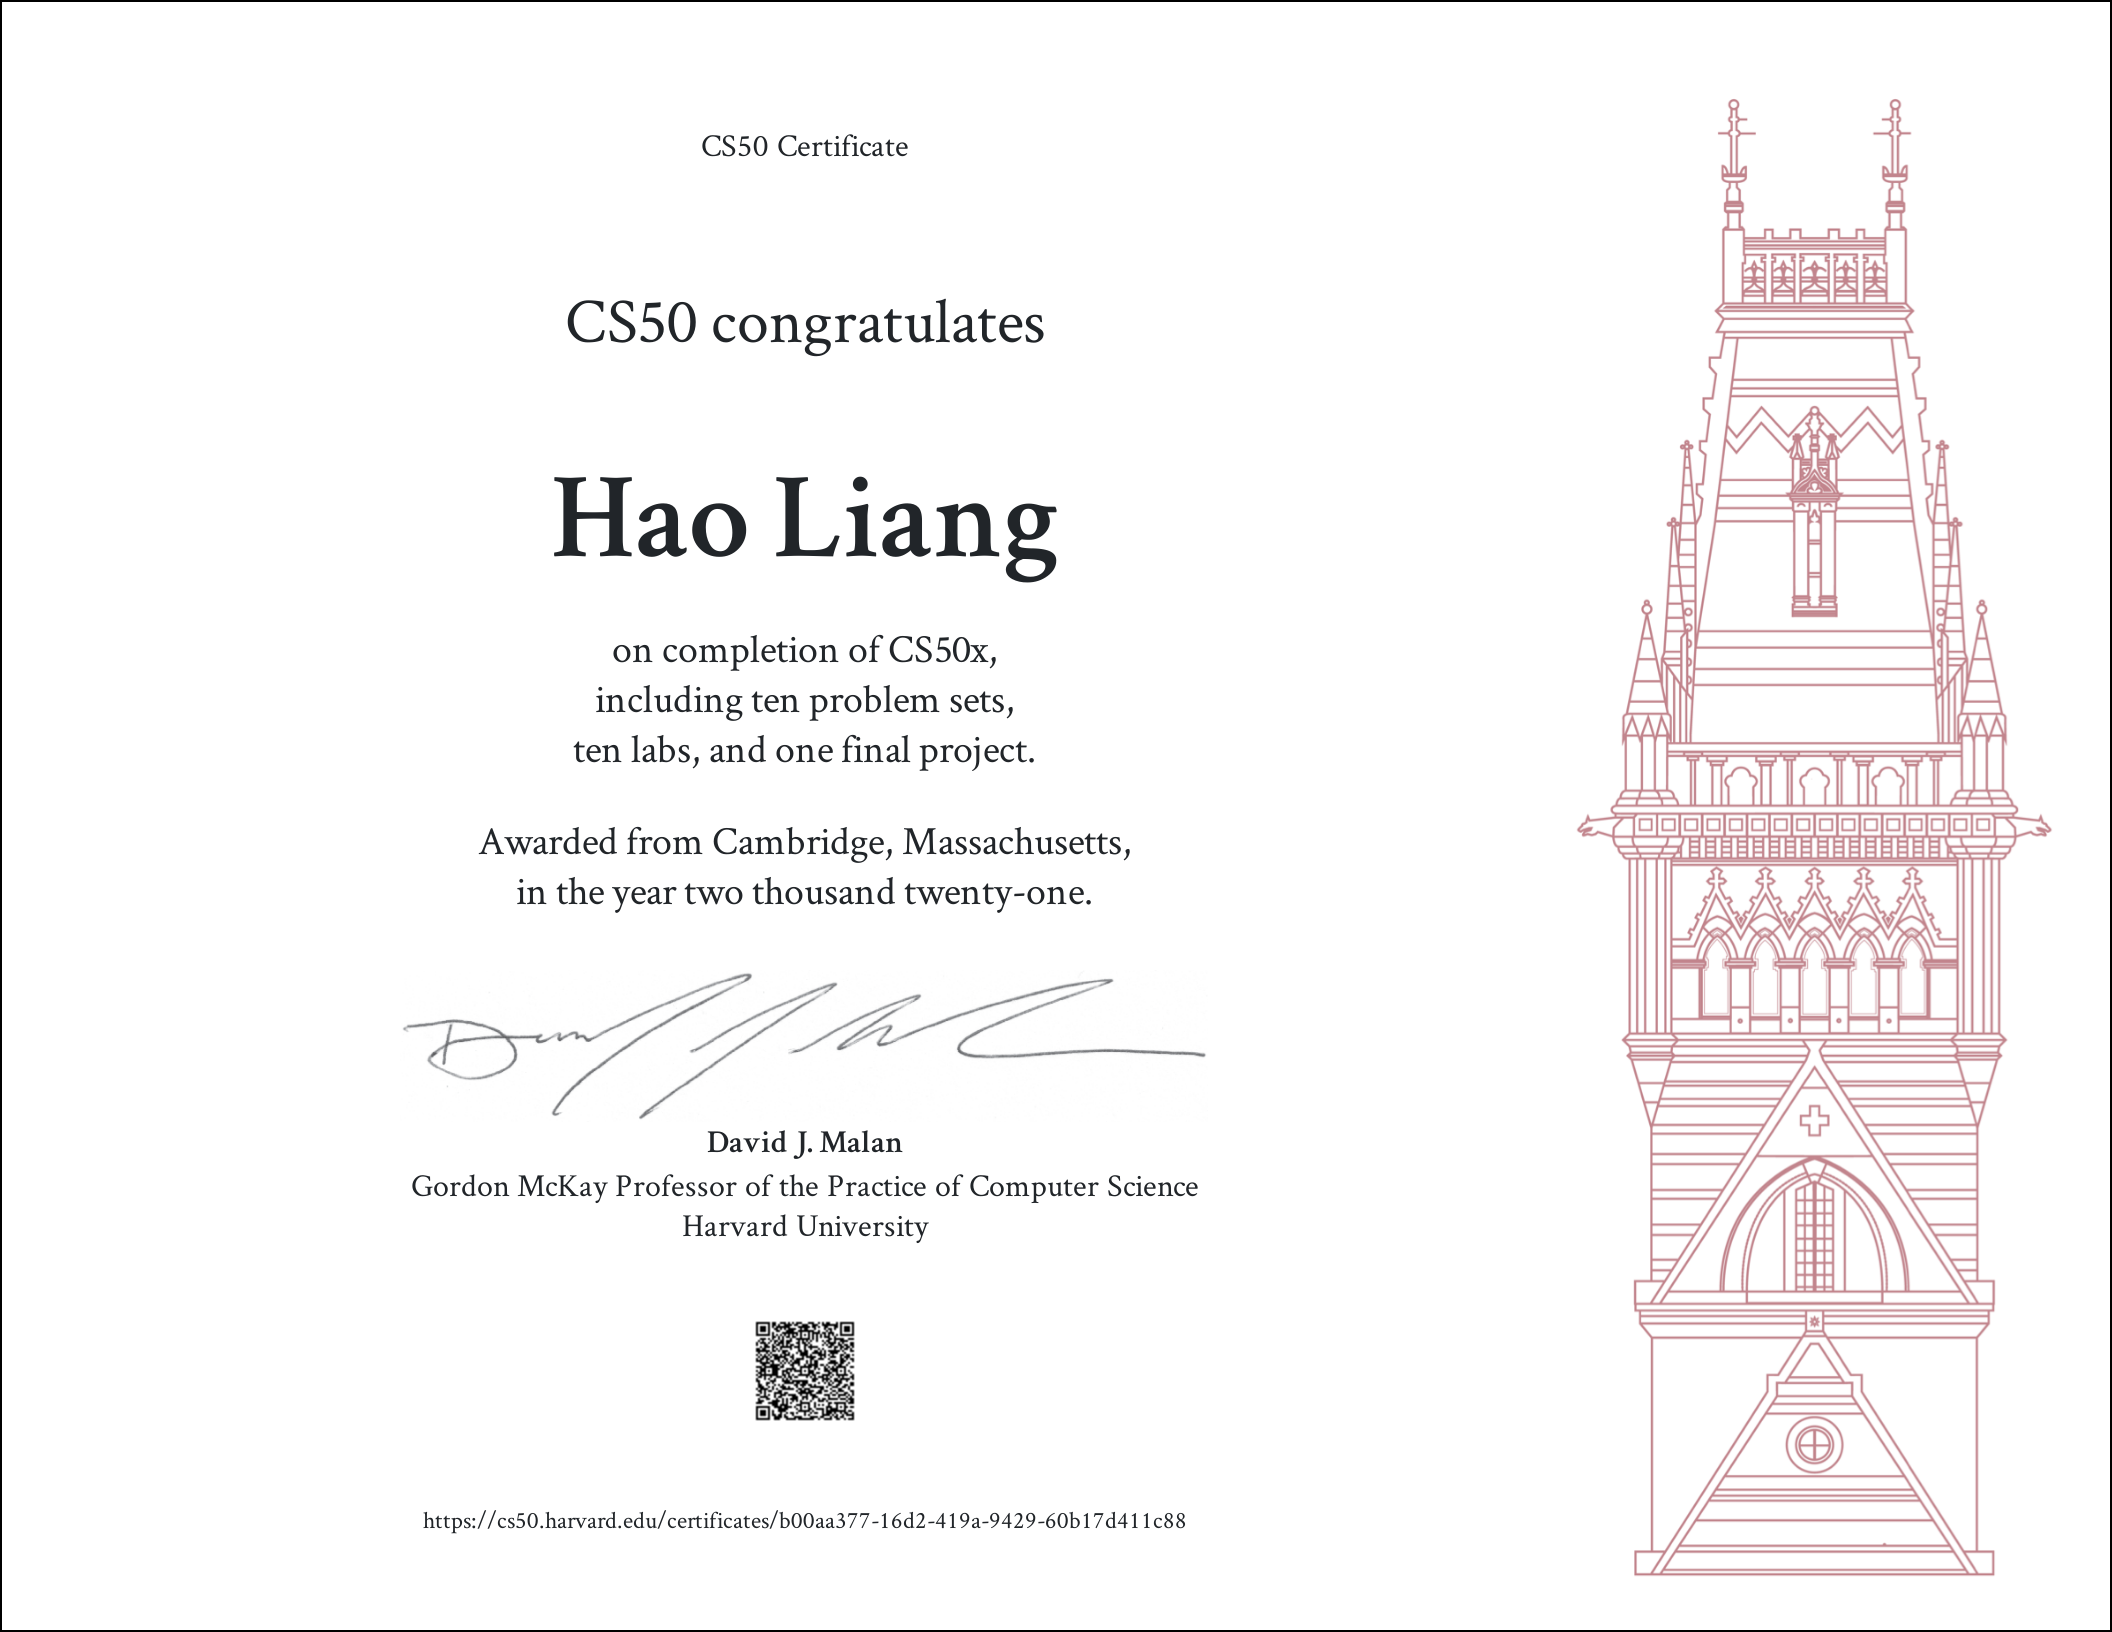 CS50 Certificate
CS50 congratulates
Hao Liang
on completion of CS50x,
including ten problem sets,
ten labs, and one final project.
Awarded from Cambridge, Massachusetts,
in the year two thousand twenty-one.
David J. Malan
Gordon McKay Professor of the Practice of Computer Science
Harvard University
https://cs50.harvard.edu/certificates/b00aa377-16d2-419a-9429-60b17d411c88